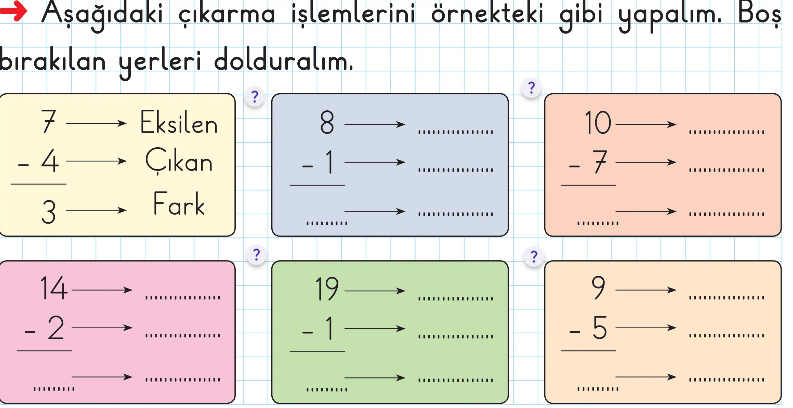 Aşağıdaki çıkarma işlemlerini örnekteki gibi yapalım. Boş
bırakılan yerleri dolduralım.
7 → Eksilen
- 4 → Çıkan
3 → Fark
?
8 → ..............
- 1 → ..............
........ → ..............
?
10 → ..............
- 7 → ..............
........ → ..............
14 → ..............
- 2 → ..............
........ → ..............
?
19 → ..............
- 1 → ..............
........ → ..............
?
9 → ..............
- 5 → ..............
........ → ..............